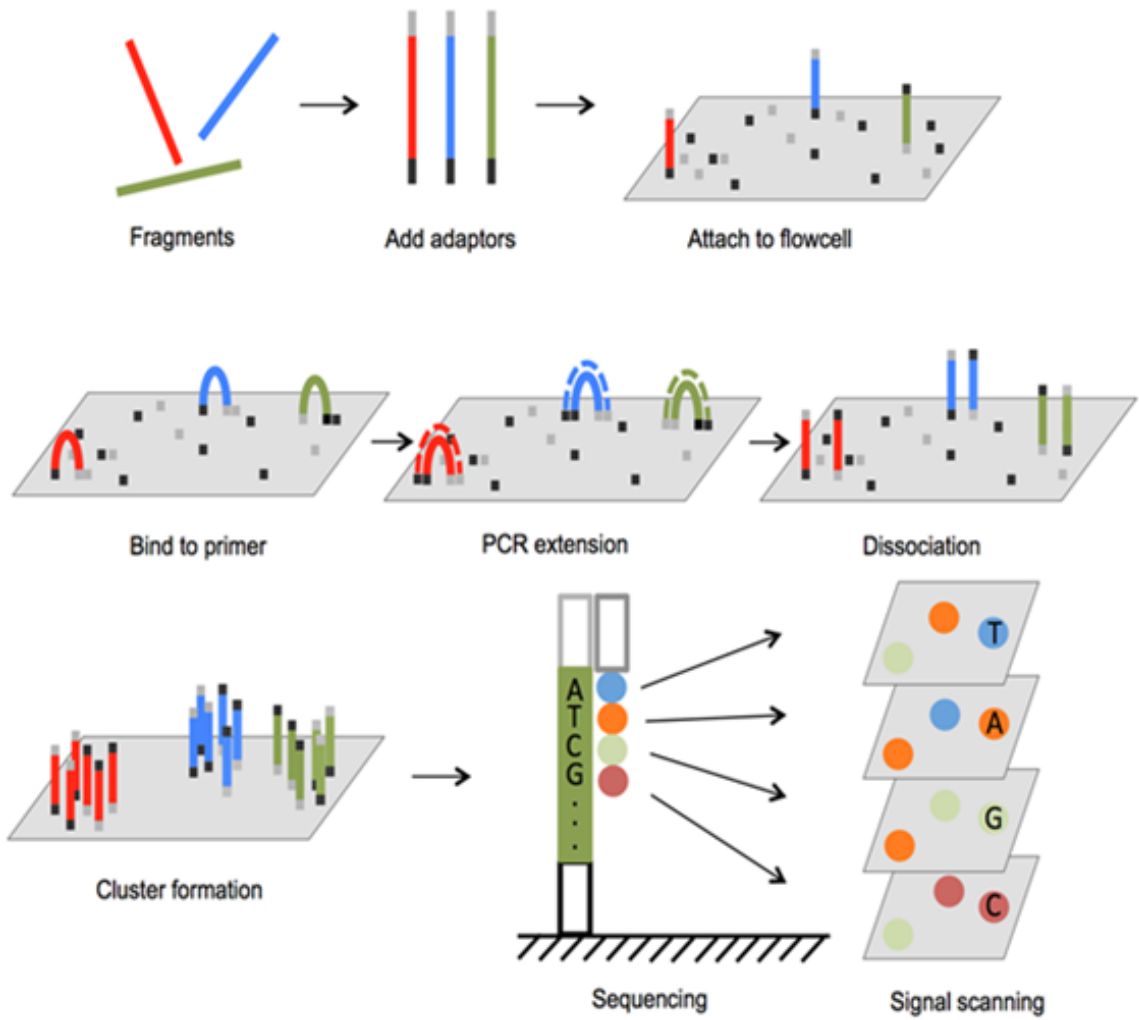 Fragments
Add adaptors
Attach to flowcell
Bind to primer
PCR extension
Dissociation
A
T
C
G
.
.
.
T
A
G
C
Cluster formation
Sequencing
Signal scanning